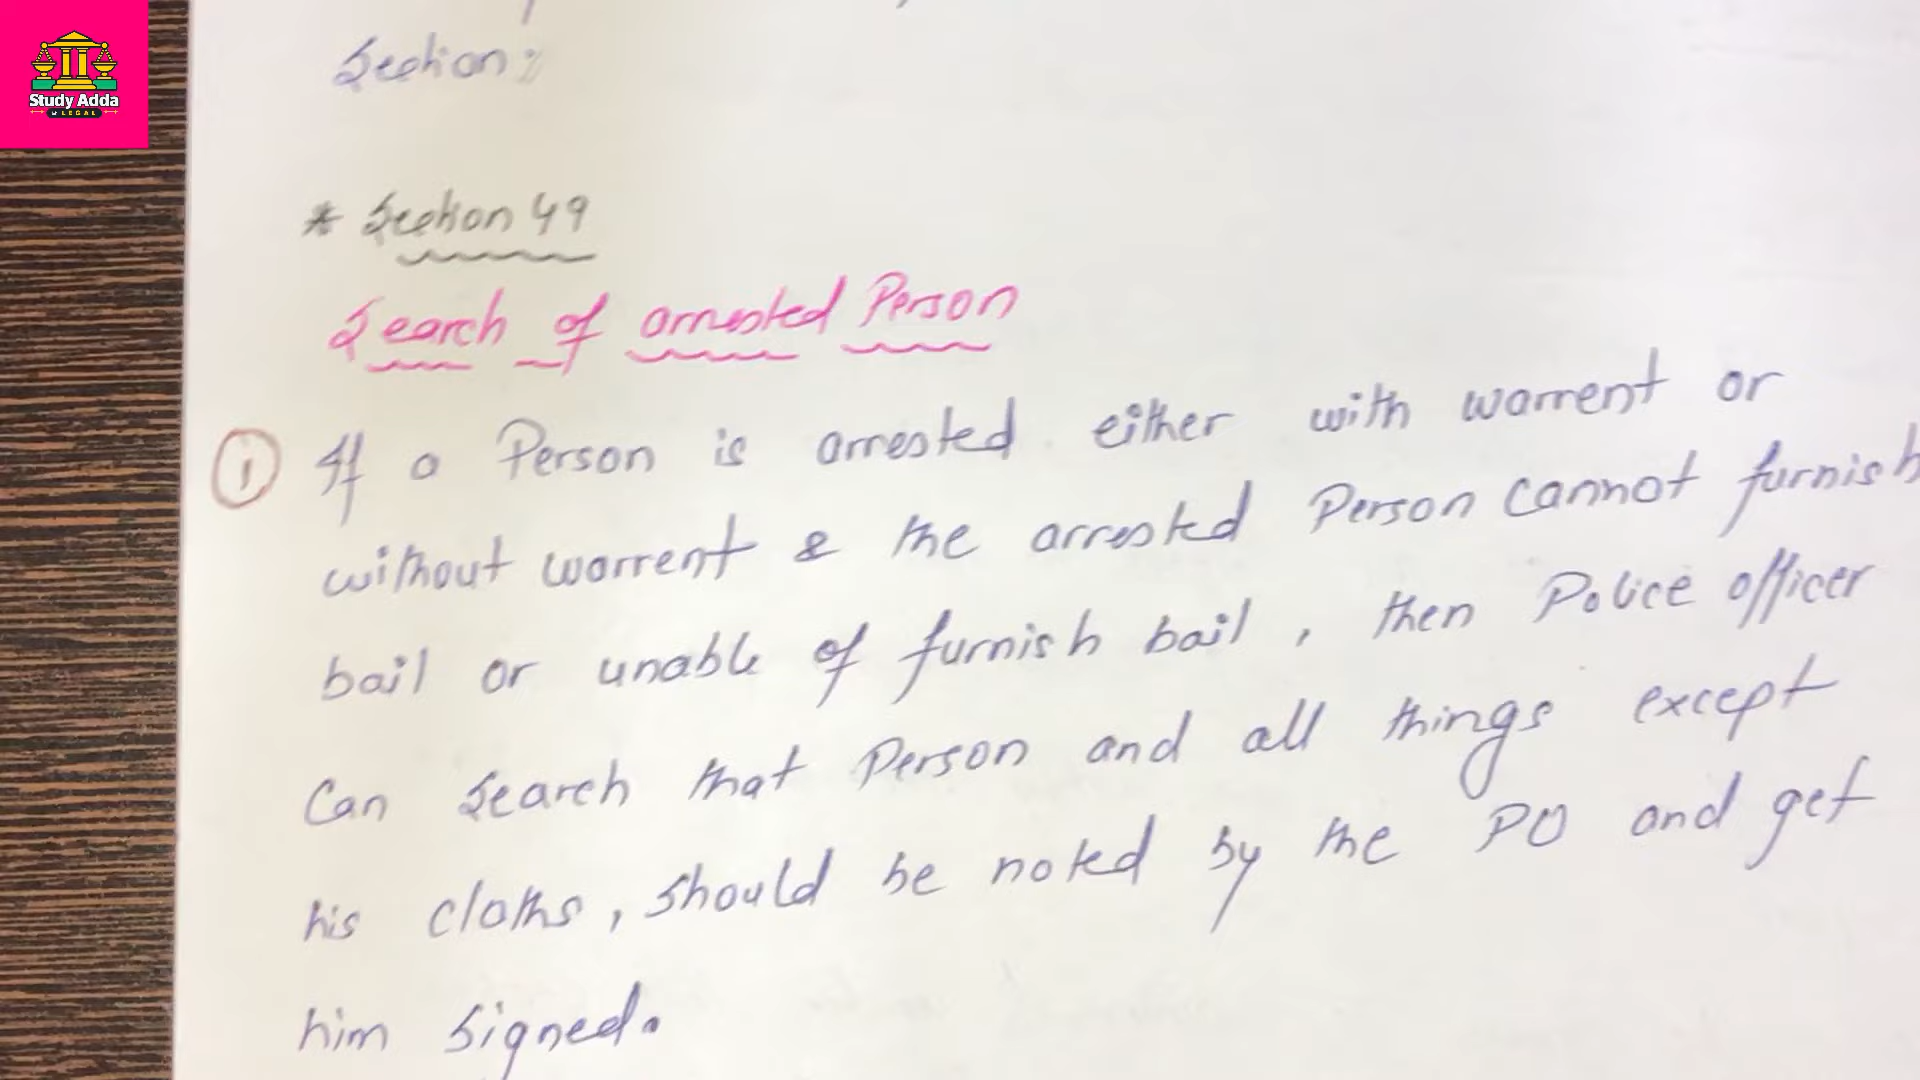 Study Adda
LEGAL
Section:
* Section 49
Search of arrested Person
① If a Person is arrested either with warrent or
without warrent & the arrested Person cannot furnish
bail or unable of furnish bail, then Police officer
Can Search that Person and all things except
his cloths, should be noted by the PO and get
him signed.